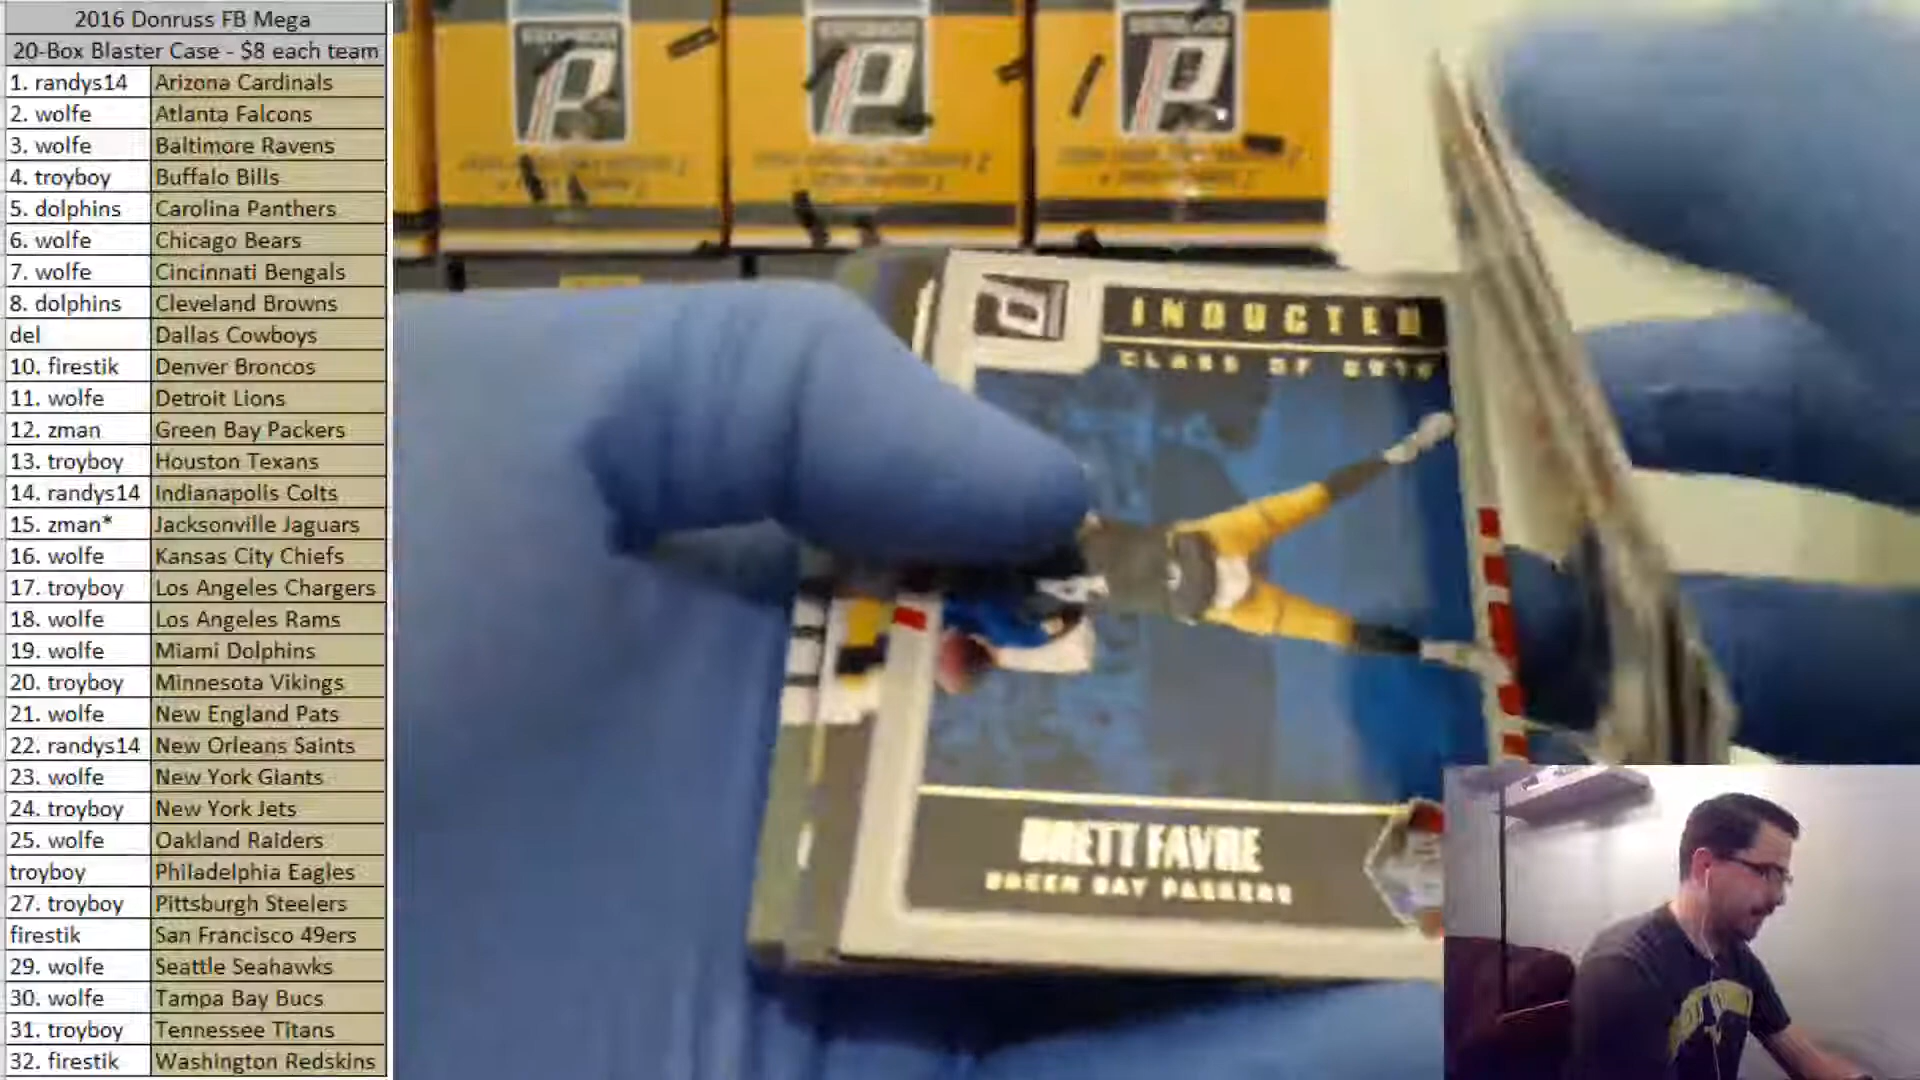 2016 Donruss FB Mega
20-Box Blaster Case - $8 each team
1. randys14 Arizona Cardinals
2. wolfe Atlanta Falcons
3. wolfe Baltimore Ravens
4. troyboy Buffalo Bills
5. dolphins Carolina Panthers
6. wolfe Chicago Bears
7. wolfe Cincinnati Bengals
8. dolphins Cleveland Browns
del Dallas Cowboys
10. firestik Denver Broncos
11. wolfe Detroit Lions
12. zman Green Bay Packers
13. troyboy Houston Texans
14. randys14 Indianapolis Colts
15. zman* Jacksonville Jaguars
16. wolfe Kansas City Chiefs
17. troyboy Los Angeles Chargers
18. wolfe Los Angeles Rams
19. wolfe Miami Dolphins
20. troyboy Minnesota Vikings
21. wolfe New England Pats
22. randys14 New Orleans Saints
23. wolfe New York Giants
24. troyboy New York Jets
25. wolfe Oakland Raiders
troyboy Philadelphia Eagles
27. troyboy Pittsburgh Steelers
firestik San Francisco 49ers
29. wolfe Seattle Seahawks
30. wolfe Tampa Bay Bucs
31. troyboy Tennessee Titans
32. firestik Washington Redskins
INDUCTED
CLASS OF 2016
4
BRETT FAVRE
GREEN BAY PACKERS